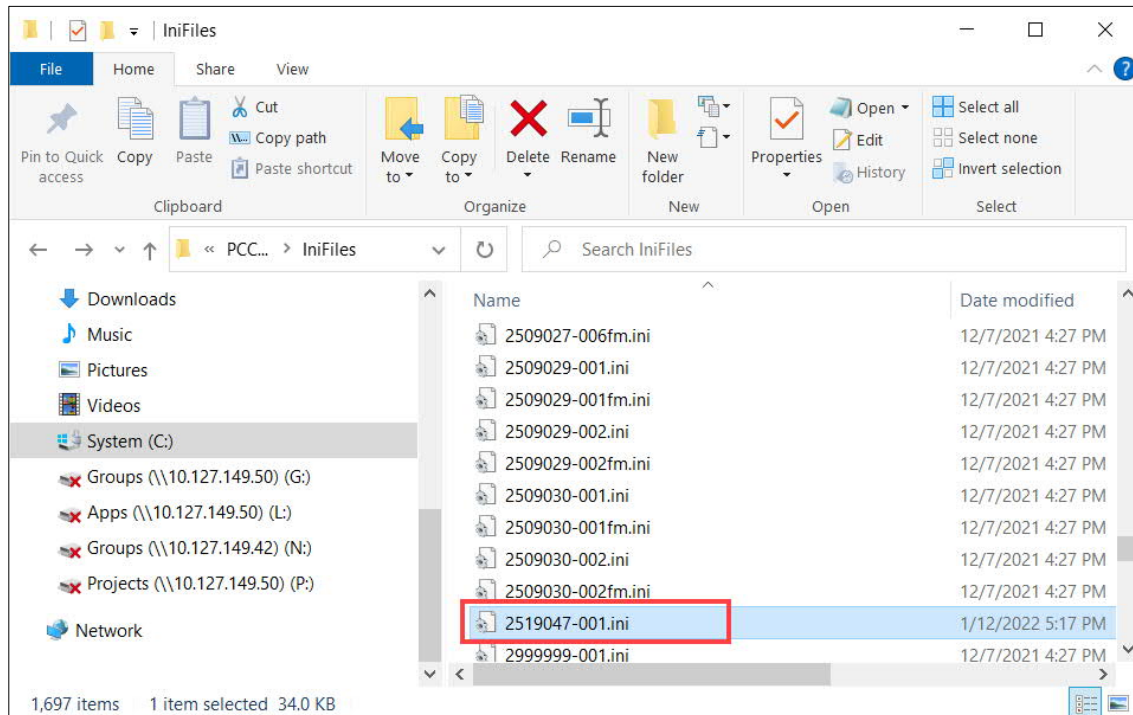 IniFiles
File Home Share View
Pin to Quick access
Copy
Paste
Cut
Copy path
Paste shortcut
Move to
Copy to
Delete
Rename
New folder
Properties
Open
Edit
History
Select all
Select none
Invert selection
Clipboard Organize New Open Select
« PCC... > IniFiles
Search IniFiles
Downloads
Music
Pictures
Videos
System (C:)
Groups (\\10.127.149.50) (G:)
Apps (\\10.127.149.50) (L:)
Groups (\\10.127.149.42) (N:)
Projects (\\10.127.149.50) (P:)
Network
Name Date modified
2509027-006fm.ini 12/7/2021 4:27 PM
2509029-001.ini 12/7/2021 4:27 PM
2509029-001fm.ini 12/7/2021 4:27 PM
2509029-002.ini 12/7/2021 4:27 PM
2509029-002fm.ini 12/7/2021 4:27 PM
2509030-001.ini 12/7/2021 4:27 PM
2509030-001fm.ini 12/7/2021 4:27 PM
2509030-002.ini 12/7/2021 4:27 PM
2509030-002fm.ini 12/7/2021 4:27 PM
2519047-001.ini 1/12/2022 5:17 PM
2999999-001.ini 12/7/2021 4:27 PM
1,697 items 1 item selected 34.0 KB